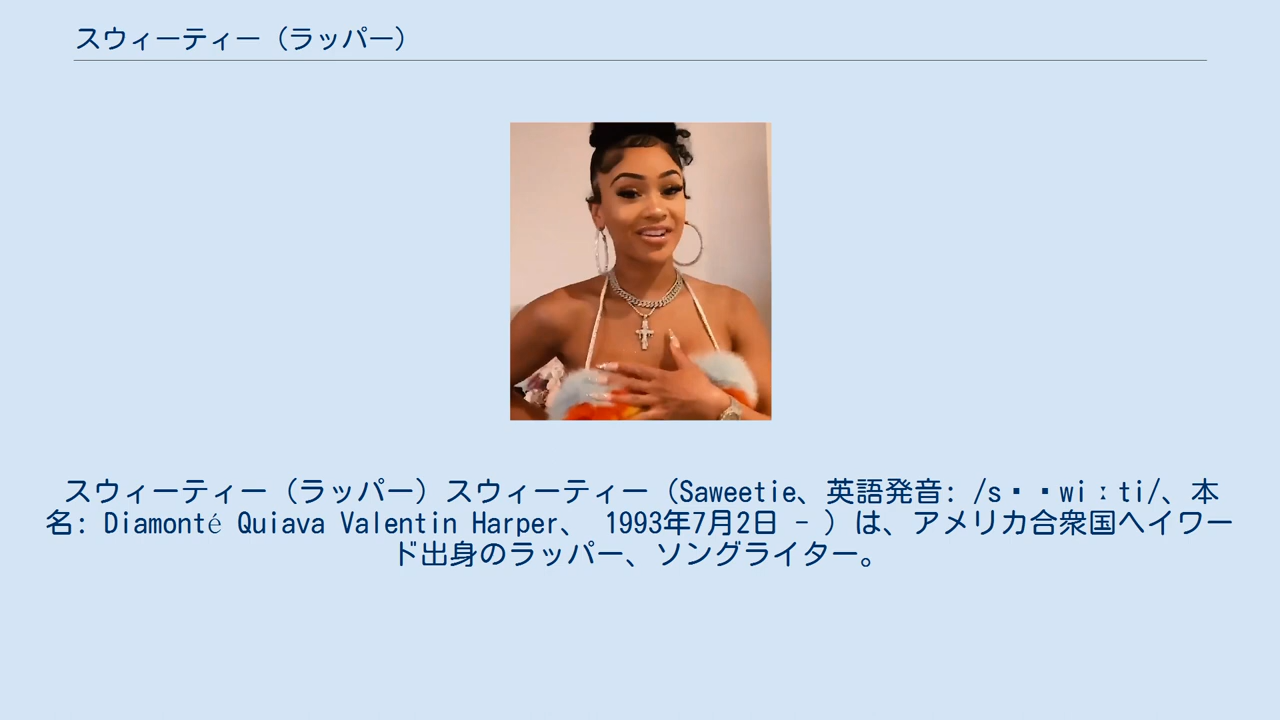 スウィーティー（ラッパー）
スウィーティー（ラッパー）スウィーティー（Saweetie、英語発音: /s・・wiːti/、本
名: Diamonté Quiava Valentin Harper、 1993年7月2日 - ）は、アメリカ合衆国ヘイワー
ド出身のラッパー、ソングライター。